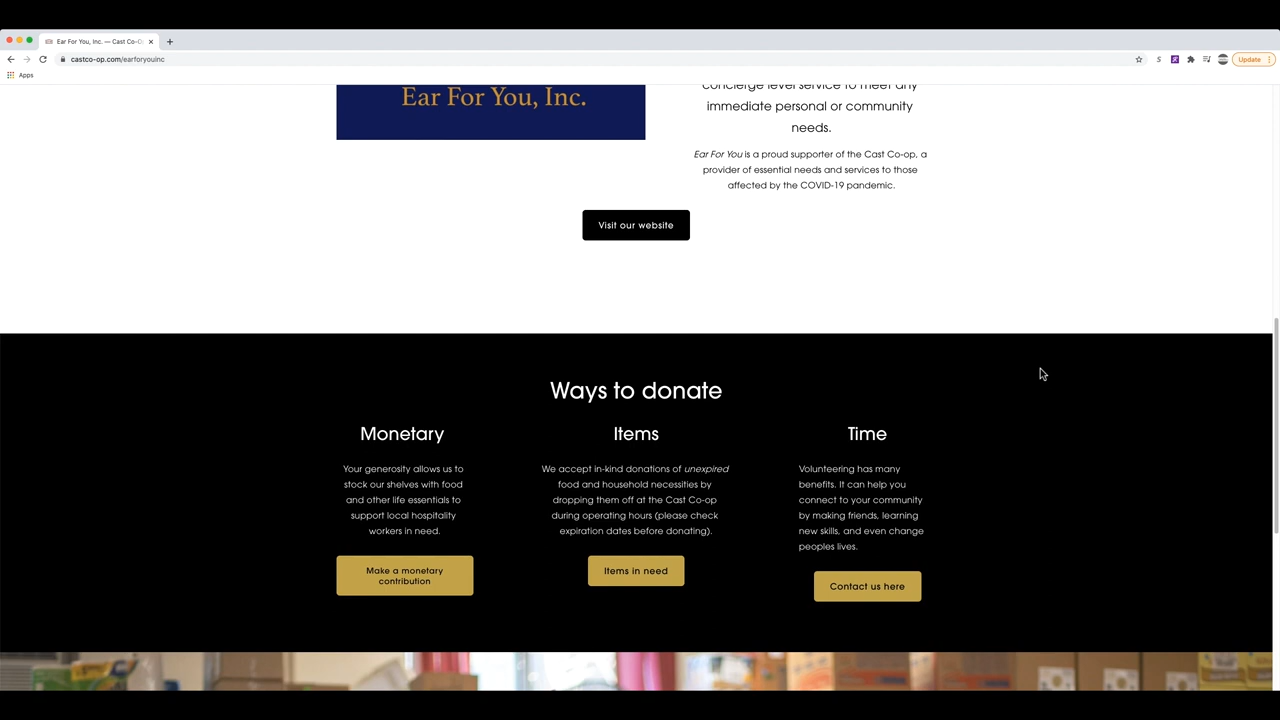 Ear For You, Inc. — Cast Co-O
castco-op.com/earforyouinc
Update
Apps
Ear For You, Inc.
concierge level service to meet any
immediate personal or community
needs.
Ear For You is a proud supporter of the Cast Co-op, a
provider of essential needs and services to those
affected by the COVID-19 pandemic.
Visit our website
Ways to donate
Monetary
Your generosity allows us to
stock our shelves with food
and other life essentials to
support local hospitality
workers in need.
Make a monetary
contribution
Items
We accept in-kind donations of unexpired
food and household necessities by
dropping them off at the Cast Co-op
during operating hours (please check
expiration dates before donating).
Items in need
Time
Volunteering has many
benefits. It can help you
connect to your community
by making friends, learning
new skills, and even change
peoples lives.
Contact us here